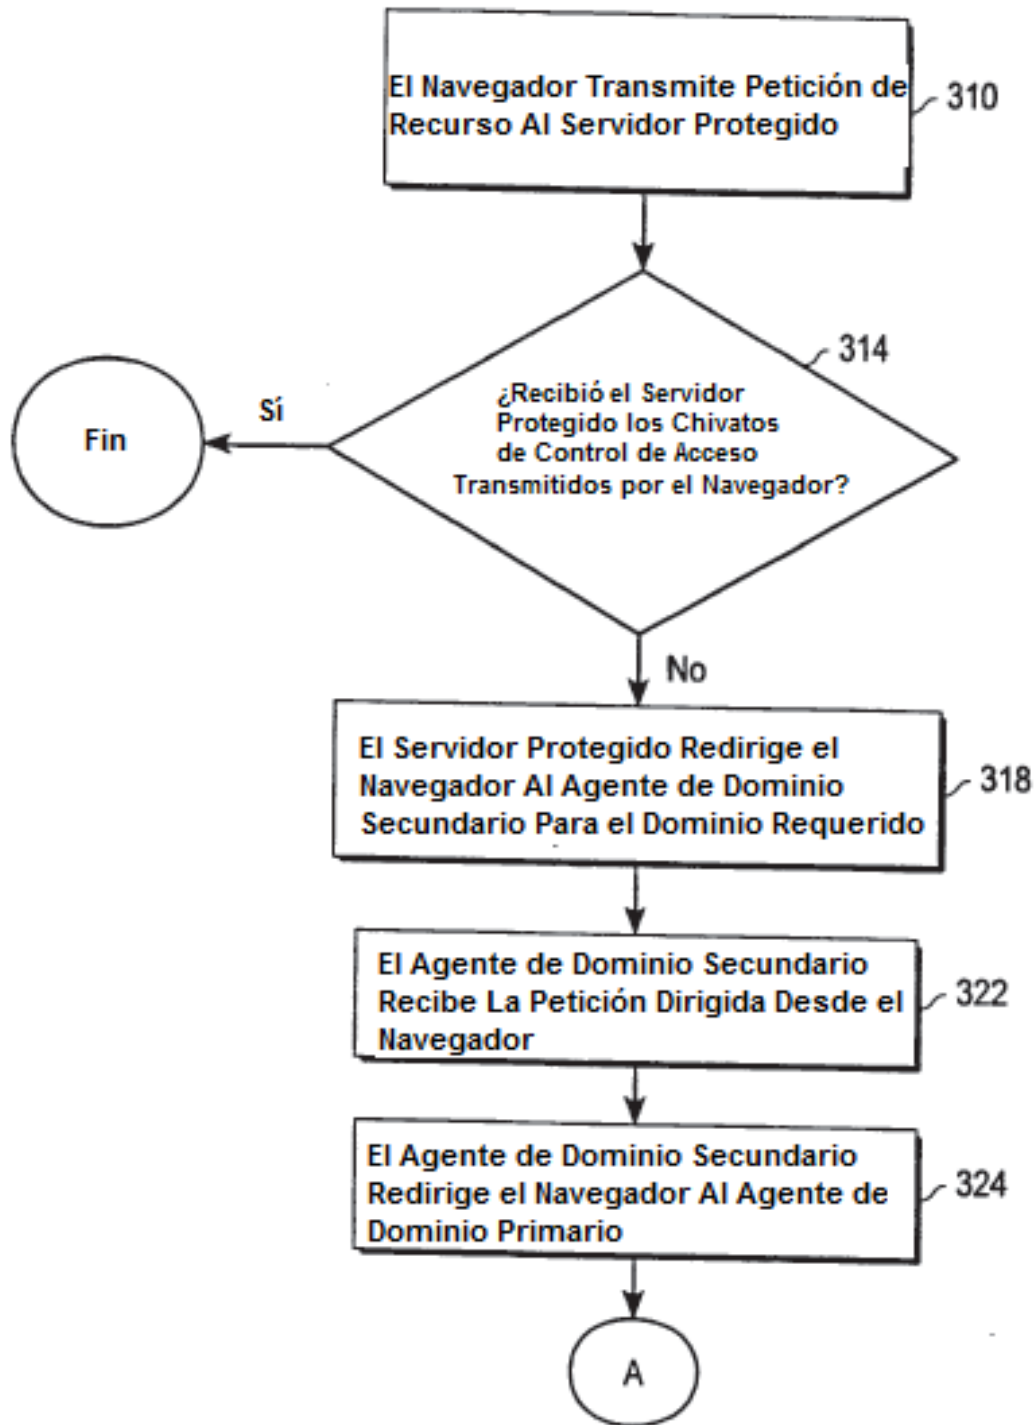 El Navegador Transmite Petición de
Recurso Al Servidor Protegido
310
314
¿Recibió el Servidor
Protegido los Chivatos
de Control de Acceso
Transmitidos por el Navegador?
Sí
Fin
No
El Servidor Protegido Redirige el
Navegador Al Agente de Dominio
Secundario Para el Dominio Requerido
318
El Agente de Dominio Secundario
Recibe La Petición Dirigida Desde el
Navegador
322
El Agente de Dominio Secundario
Redirige el Navegador Al Agente de
Dominio Primario
324
A